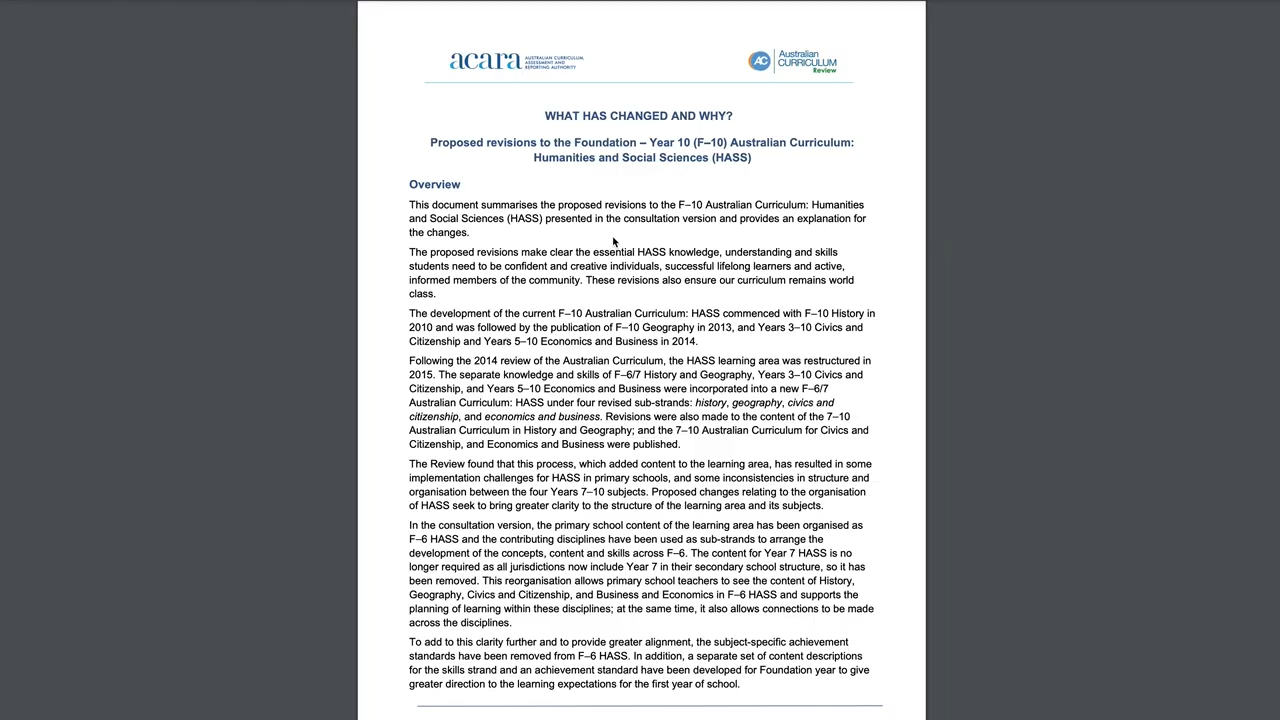 acara AUSTRALIAN CURRICULUM,
ASSESSMENT AND
REPORTING AUTHORITY
AC Australian
CURRICULUM
Review
WHAT HAS CHANGED AND WHY?
Proposed revisions to the Foundation – Year 10 (F–10) Australian Curriculum:
Humanities and Social Sciences (HASS)
Overview
This document summarises the proposed revisions to the F–10 Australian Curriculum: Humanities
and Social Sciences (HASS) presented in the consultation version and provides an explanation for
the changes.
The proposed revisions make clear the essential HASS knowledge, understanding and skills
students need to be confident and creative individuals, successful lifelong learners and active,
informed members of the community. These revisions also ensure our curriculum remains world
class.
The development of the current F–10 Australian Curriculum: HASS commenced with F–10 History in
2010 and was followed by the publication of F–10 Geography in 2013, and Years 3–10 Civics and
Citizenship and Years 5–10 Economics and Business in 2014.
Following the 2014 review of the Australian Curriculum, the HASS learning area was restructured in
2015. The separate knowledge and skills of F–6/7 History and Geography, Years 3–10 Civics and
Citizenship, and Years 5–10 Economics and Business were incorporated into a new F–6/7
Australian Curriculum: HASS under four revised sub-strands: history, geography, civics and
citizenship, and economics and business. Revisions were also made to the content of the 7–10
Australian Curriculum in History and Geography; and the 7–10 Australian Curriculum for Civics and
Citizenship, and Economics and Business were published.
The Review found that this process, which added content to the learning area, has resulted in some
implementation challenges for HASS in primary schools, and some inconsistencies in structure and
organisation between the four Years 7–10 subjects. Proposed changes relating to the organisation
of HASS seek to bring greater clarity to the structure of the learning area and its subjects.
In the consultation version, the primary school content of the learning area has been organised as
F–6 HASS and the contributing disciplines have been used as sub-strands to arrange the
development of the concepts, content and skills across F–6. The content for Year 7 HASS is no
longer required as all jurisdictions now include Year 7 in their secondary school structure, so it has
been removed. This reorganisation allows primary school teachers to see the content of History,
Geography, Civics and Citizenship, and Business and Economics in F–6 HASS and supports the
planning of learning within these disciplines; at the same time, it also allows connections to be made
across the disciplines.
To add to this clarity further and to provide greater alignment, the subject-specific achievement
standards have been removed from F–6 HASS. In addition, a separate set of content descriptions
for the skills strand and an achievement standard have been developed for Foundation year to give
greater direction to the learning expectations for the first year of school.